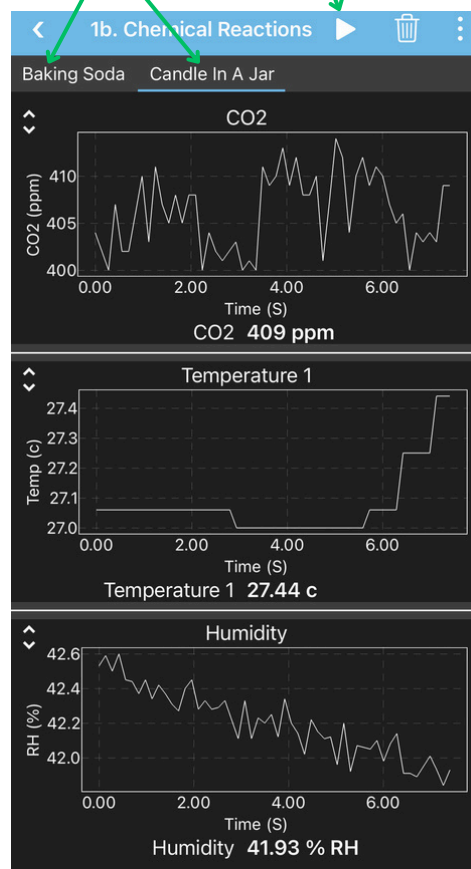 1b. Chemical Reactions
Baking Soda Candle In A Jar
CO2
CO2 (ppm)
410
405
400
0.00 2.00 4.00 6.00
Time (S)
CO2 409 ppm
Temperature 1
Temp (c)
27.4
27.3
27.2
27.1
27.0
0.00 2.00 4.00 6.00
Time (S)
Temperature 1 27.44 c
Humidity
RH (%)
42.6
42.4
42.2
42.0
0.00 2.00 4.00 6.00
Time (S)
Humidity 41.93 % RH